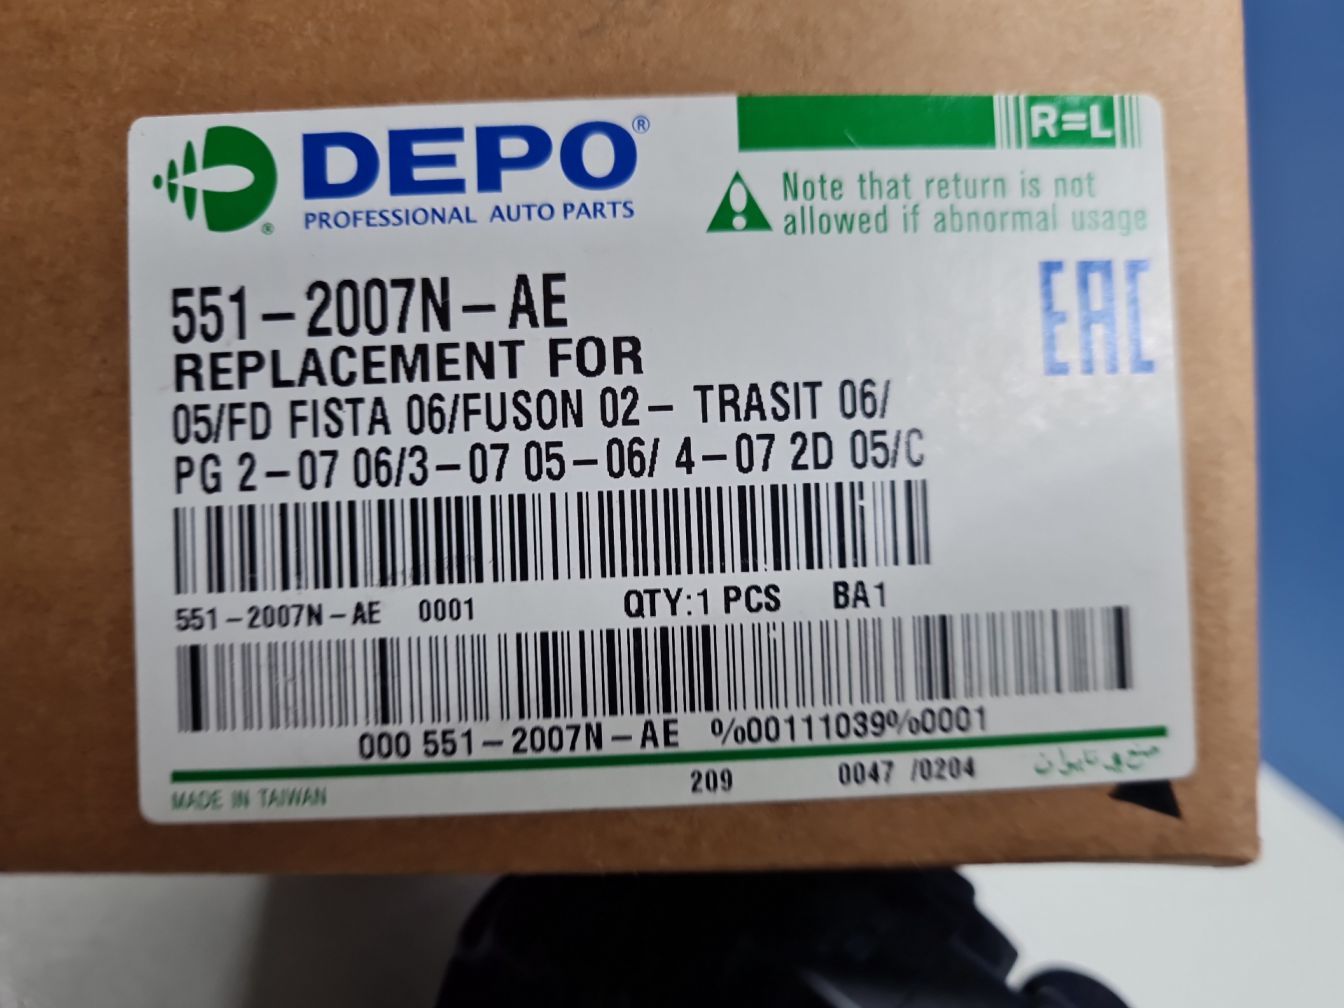 DEPO®
PROFESSIONAL AUTO PARTS
R=L
Note that return is not
allowed if abnormal usage
EAC
551-2007N-AE
REPLACEMENT FOR
05/FD FISTA 06/FUSON 02- TRASIT 06/
PG 2-07 06/3-07 05-06/ 4-07 2D 05/C
551-2007N-AE 0001 QTY:1 PCS BA1
000 551-2007N-AE %00111039%0001
209 0047 /0204
MADE IN TAIWAN